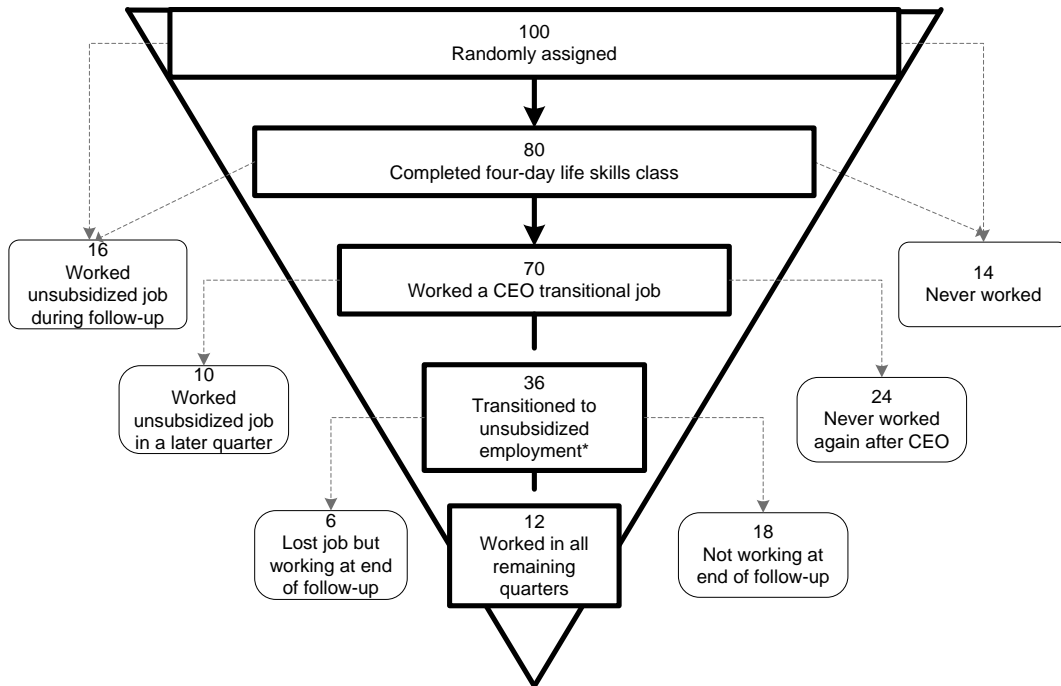 100
Randomly assigned
80
Completed four-day life skills class
16
Worked
unsubsidized job
during follow-up
70
Worked a CEO transitional job
14
Never worked
10
Worked
unsubsidized job
in a later quarter
36
Transitioned to
unsubsidized
employment*
24
Never worked
again after CEO
6
Lost job but
working at end
of follow-up
12
Worked in all
remaining
quarters
18
Not working at
end of follow-up